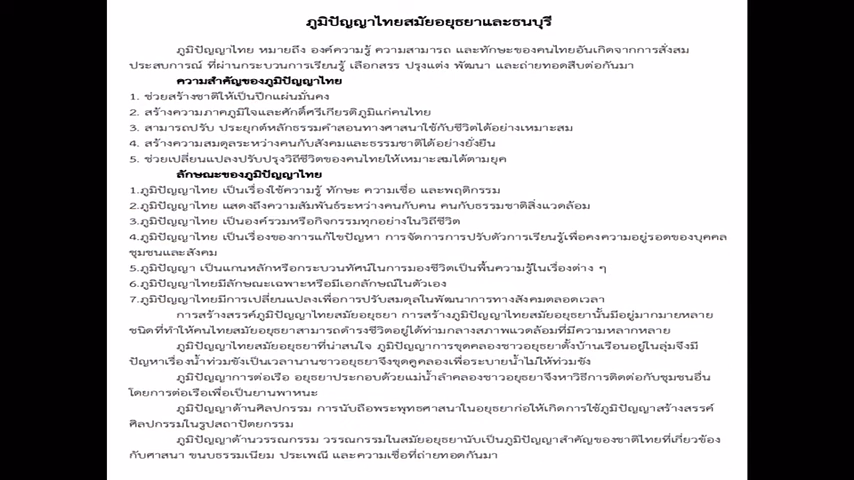 ภูมิปัญญาไทยสมัยอยุธยาและธนบุรี
ภูมิปัญญาไทย หมายถึง องค์ความรู้ ความสามารถ และทักษะของคนไทยอันเกิดจากการสั่งสม
ประสบการณ์ ที่ผ่านกระบวนการเรียนรู้ เลือกสรร ปรุงแต่ง พัฒนา และถ่ายทอดสืบต่อกันมา
ความสำคัญของภูมิปัญญาไทย
1. ช่วยสร้างชาติให้เป็นปึกแผ่นมั่นคง
2. สร้างความภาคภูมิใจและศักดิ์ศรีเกียรติภูมิแก่คนไทย
3. สามารถปรับ ประยุกต์หลักธรรมคำสอนทางศาสนาใช้กับชีวิตได้อย่างเหมาะสม
4. สร้างความสมดุลระหว่างคนกับสังคมและธรรมชาติได้อย่างยั่งยืน
5. ช่วยเปลี่ยนแปลงปรับปรุงวิถีชีวิตของคนไทยให้เหมาะสมได้ตามยุค
ลักษณะของภูมิปัญญาไทย
1.ภูมิปัญญาไทย เป็นเรื่องใช้ความรู้ ทักษะ ความเชื่อ และพฤติกรรม
2.ภูมิปัญญาไทย แสดงถึงความสัมพันธ์ระหว่างคนกับคน คนกับธรรมชาติสิ่งแวดล้อม
3.ภูมิปัญญาไทย เป็นองค์รวมหรือกิจกรรมทุกอย่างในวิถีชีวิต
4.ภูมิปัญญาไทย เป็นเรื่องของการแก้ไขปัญหา การจัดการการปรับตัวการเรียนรู้เพื่อคงความอยู่รอดของบุคคล
ชุมชนและสังคม
5.ภูมิปัญญา เป็นแกนหลักหรือกระบวนทัศน์ในการมองชีวิตเป็นพื้นความรู้ในเรื่องต่าง ๆ
6.ภูมิปัญญาไทยมีลักษณะเฉพาะหรือมีเอกลักษณ์ในตัวเอง
7.ภูมิปัญญาไทยมีการเปลี่ยนแปลงเพื่อการปรับสมดุลในพัฒนาการทางสังคมตลอดเวลา
การสร้างสรรค์ภูมิปัญญาไทยสมัยอยุธยา การสร้างภูมิปัญญาไทยสมัยอยุธยานั้นมีอยู่มากมายหลาย
ชนิดที่ทำให้คนไทยสมัยอยุธยาสามารถดำรงชีวิตอยู่ได้ท่ามกลางสภาพแวดล้อมที่มีความหลากหลาย
ภูมิปัญญาไทยสมัยอยุธยาที่น่าสนใจ ภูมิปัญญาการขุดคลองชาวอยุธยาตั้งบ้านเรือนอยู่ในลุ่มจึงมี
ปัญหาเรื่องน้ำท่วมขังเป็นเวลานานชาวอยุธยาจึงขุดคูคลองเพื่อระบายน้ำไม่ให้ท่วมขัง
ภูมิปัญญาการต่อเรือ อยุธยาประกอบด้วยแม่น้ำลำคลองชาวอยุธยาจึงหาวิธีการติดต่อกับชุมชนอื่น
โดยการต่อเรือเพื่อเป็นยานพาหนะ
ภูมิปัญญาด้านศิลปกรรม การนับถือพระพุทธศาสนาในอยุธยาก่อให้เกิดการใช้ภูมิปัญญาสร้างสรรค์
ศิลปกรรมในรูปสถาปัตยกรรม
ภูมิปัญญาด้านวรรณกรรม วรรณกรรมในสมัยอยุธยานับเป็นภูมิปัญญาสำคัญของชาติไทยที่เกี่ยวข้อง
กับศาสนา ขนบธรรมเนียม ประเพณี และความเชื่อที่ถ่ายทอดกันมา